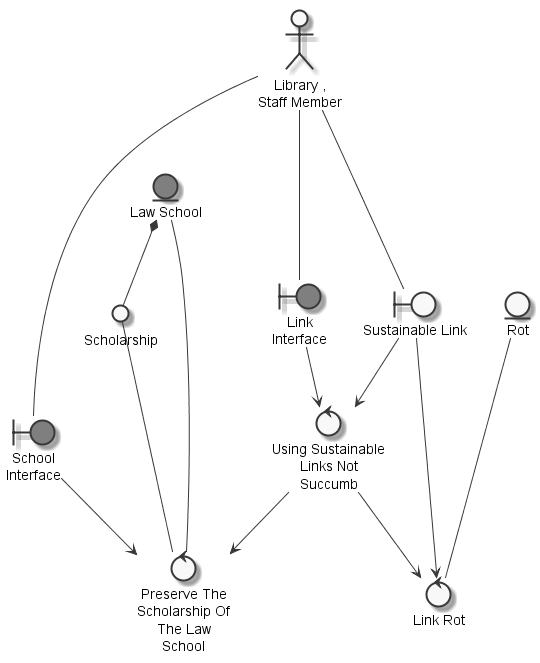 Library ,
Staff Member
Law School
Link
Interface
Sustainable Link
Rot
Scholarship
School
Interface
Using Sustainable
Links Not
Succumb
Preserve The
Scholarship Of
The Law
School
Link Rot